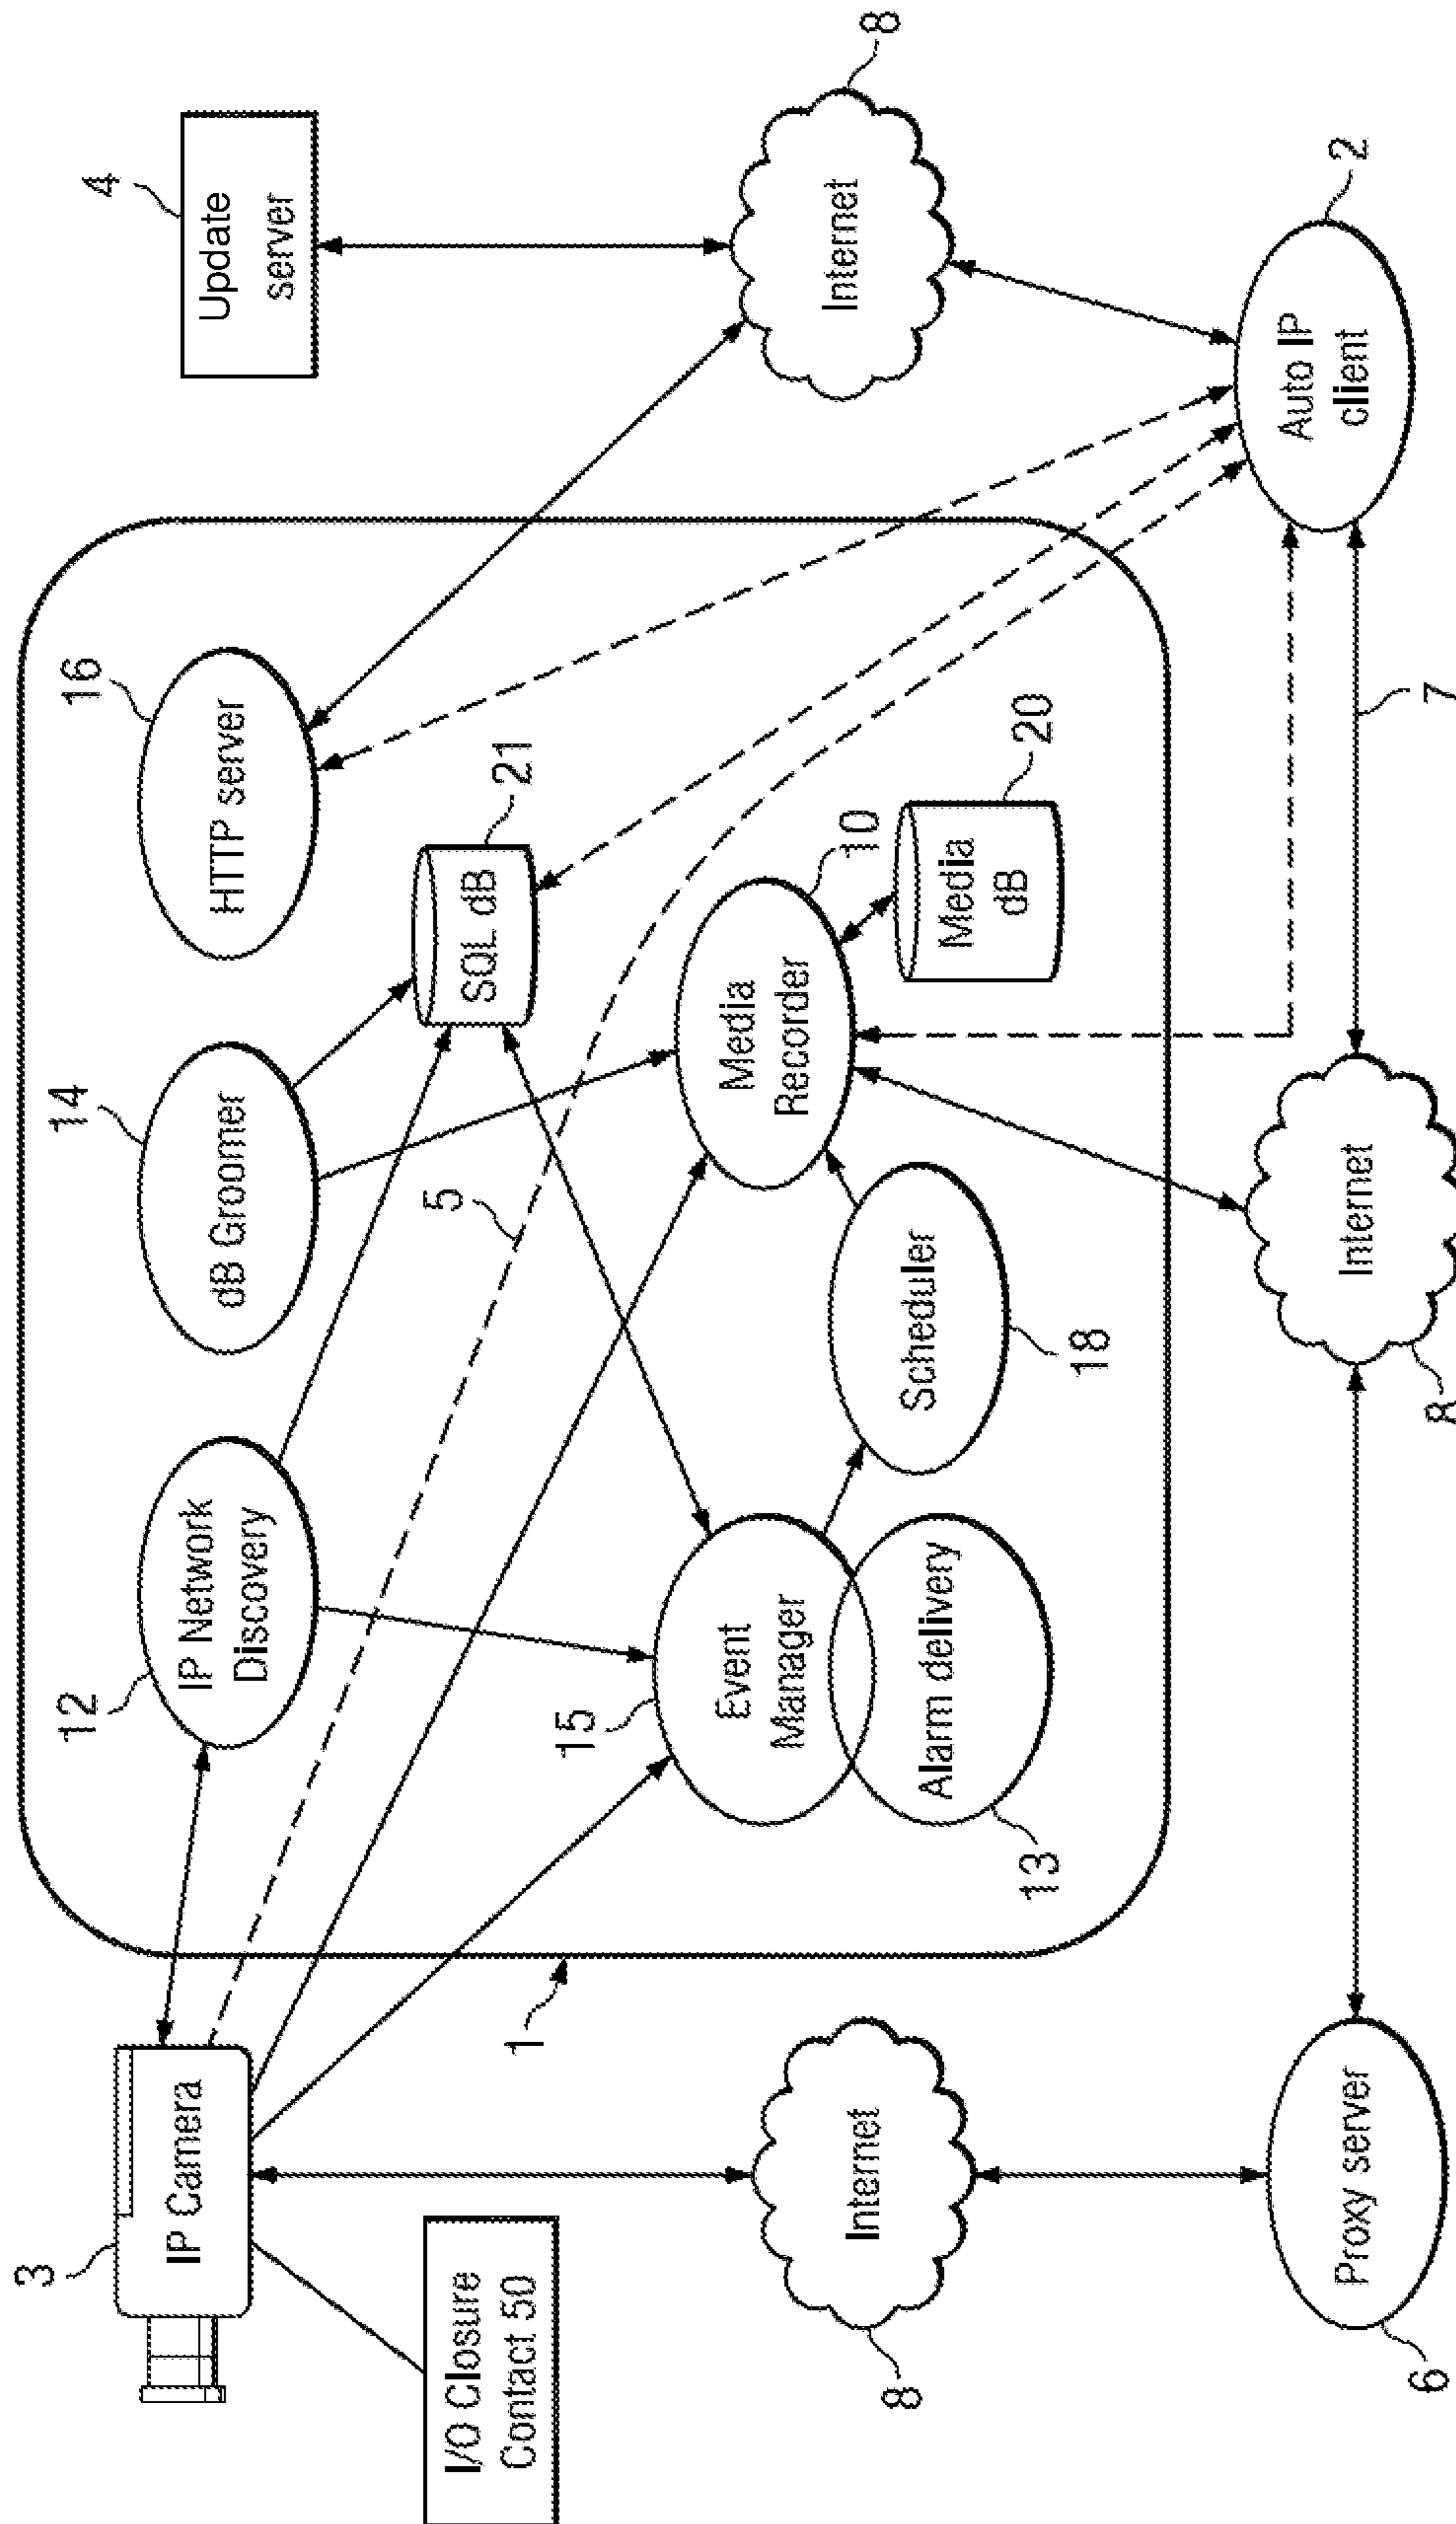 3
IP Camera
I/O Closure
Contact 50
12
IP Network
Discovery
14
dB Groomer
16
HTTP server
4
Update
server
5
SQL dB
21
1
15
Event
Manager
Alarm delivery
13
Scheduler
18
Media
Recorder
10
Media
dB
20
Internet
8
Internet
8
Proxy server
6
Internet
8
7
Auto IP
client
2